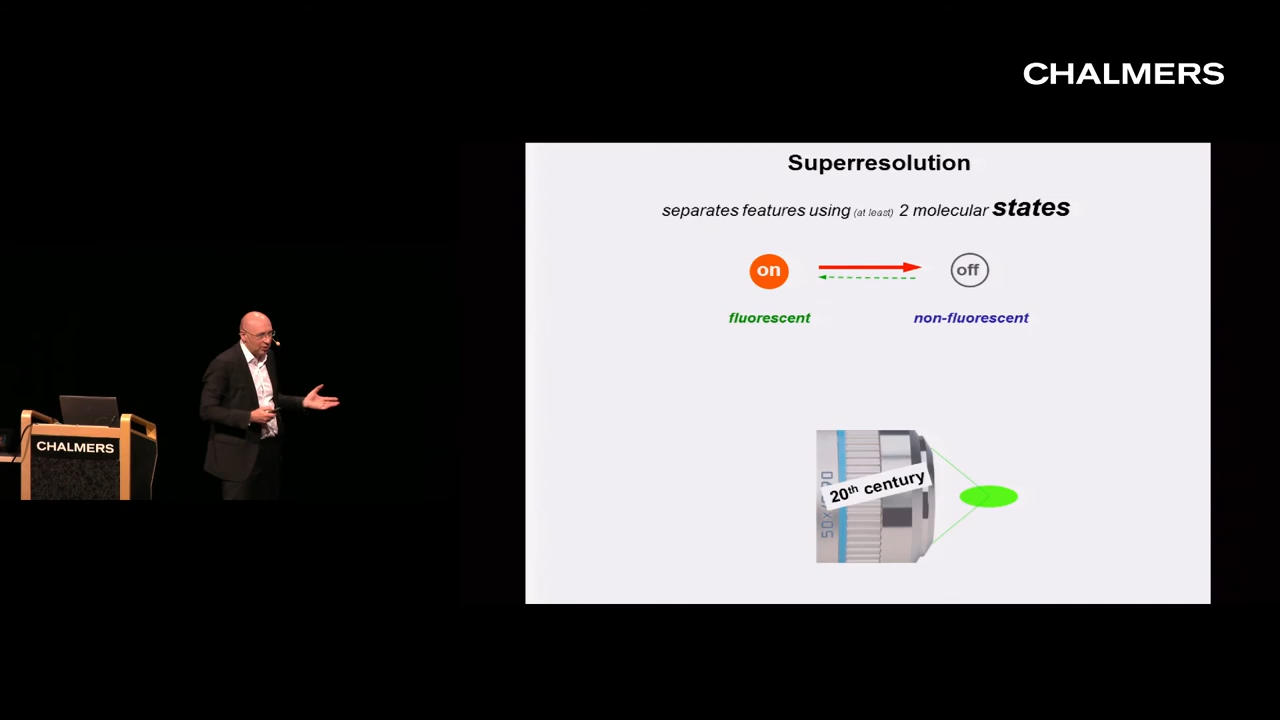 CHALMERS
Superresolution
separates features using (at least) 2 molecular states
on
off
fluorescent
non-fluorescent
20th century
CHALMERS